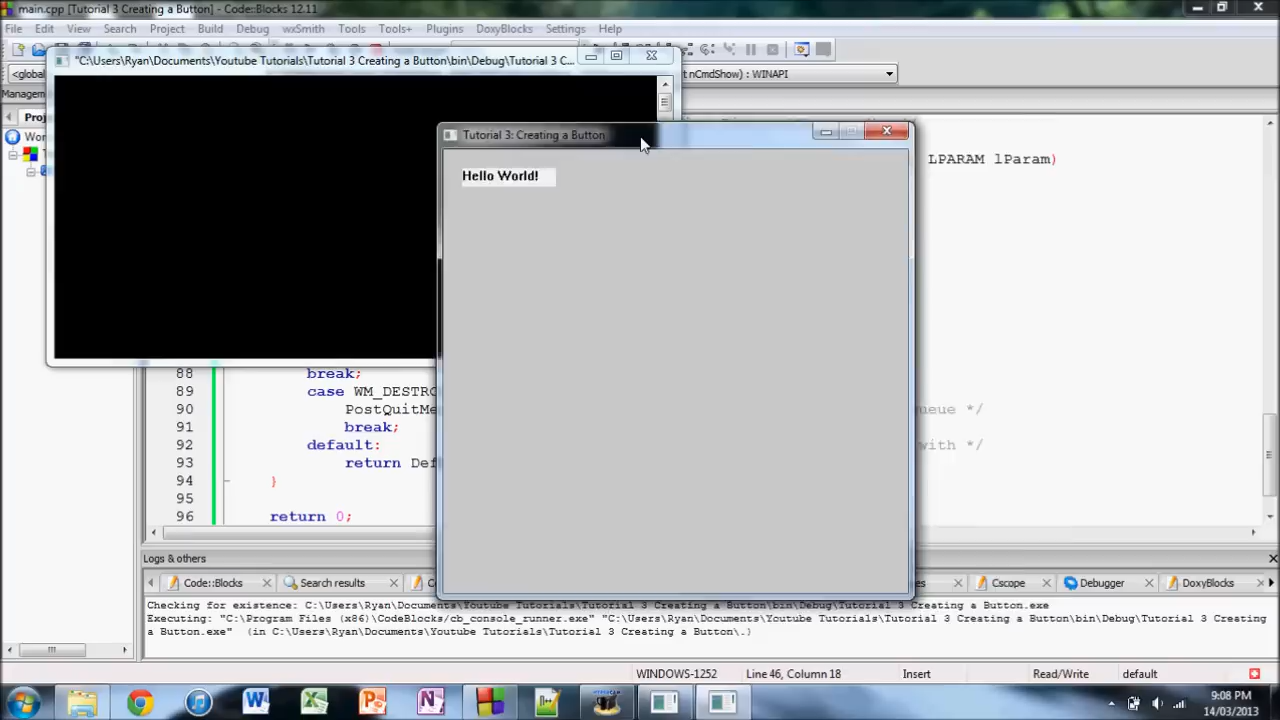 main.cpp [Tutorial 3 Creating a Button] - Code::Blocks 12.11
File Edit View Search Project Build Debug wxSmith Tools Tools+ Plugins DoxyBlocks Settings Help
"C:\Users\Ryan\Documents\Youtube Tutorials\Tutorial 3 Creating a Button\bin\Debug\Tutorial 3 C...
<global
nCmdShow) : WINAPI
Tutorial 3: Creating a Button
LPARAM lParam)
Hello World!
88 break;
89 case WM_DESTRO
90 PostQuitMe ueue */
91 break;
92 default: with */
93 return Def
94 }
95
96 return 0;
Logs & others
Code::Blocks Search results Cscope Debugger DoxyBlocks
Checking for existence: C:\Users\Ryan\Documents\Youtube Tutorials\Tutorial 3 Creating a Button\bin\Debug\Tutorial 3 Creating a Button.exe
Executing: "C:\Program Files (x86)\CodeBlocks/cb_console_runner.exe" "C:\Users\Ryan\Documents\Youtube Tutorials\Tutorial 3 Creating a Button\bin\Debug\Tutorial 3 Creating
a Button.exe" (in C:\Users\Ryan\Documents\Youtube Tutorials\Tutorial 3 Creating a Button\.)
WINDOWS-1252 Line 46, Column 18 Insert Read/Write default
9:08 PM
14/03/2013